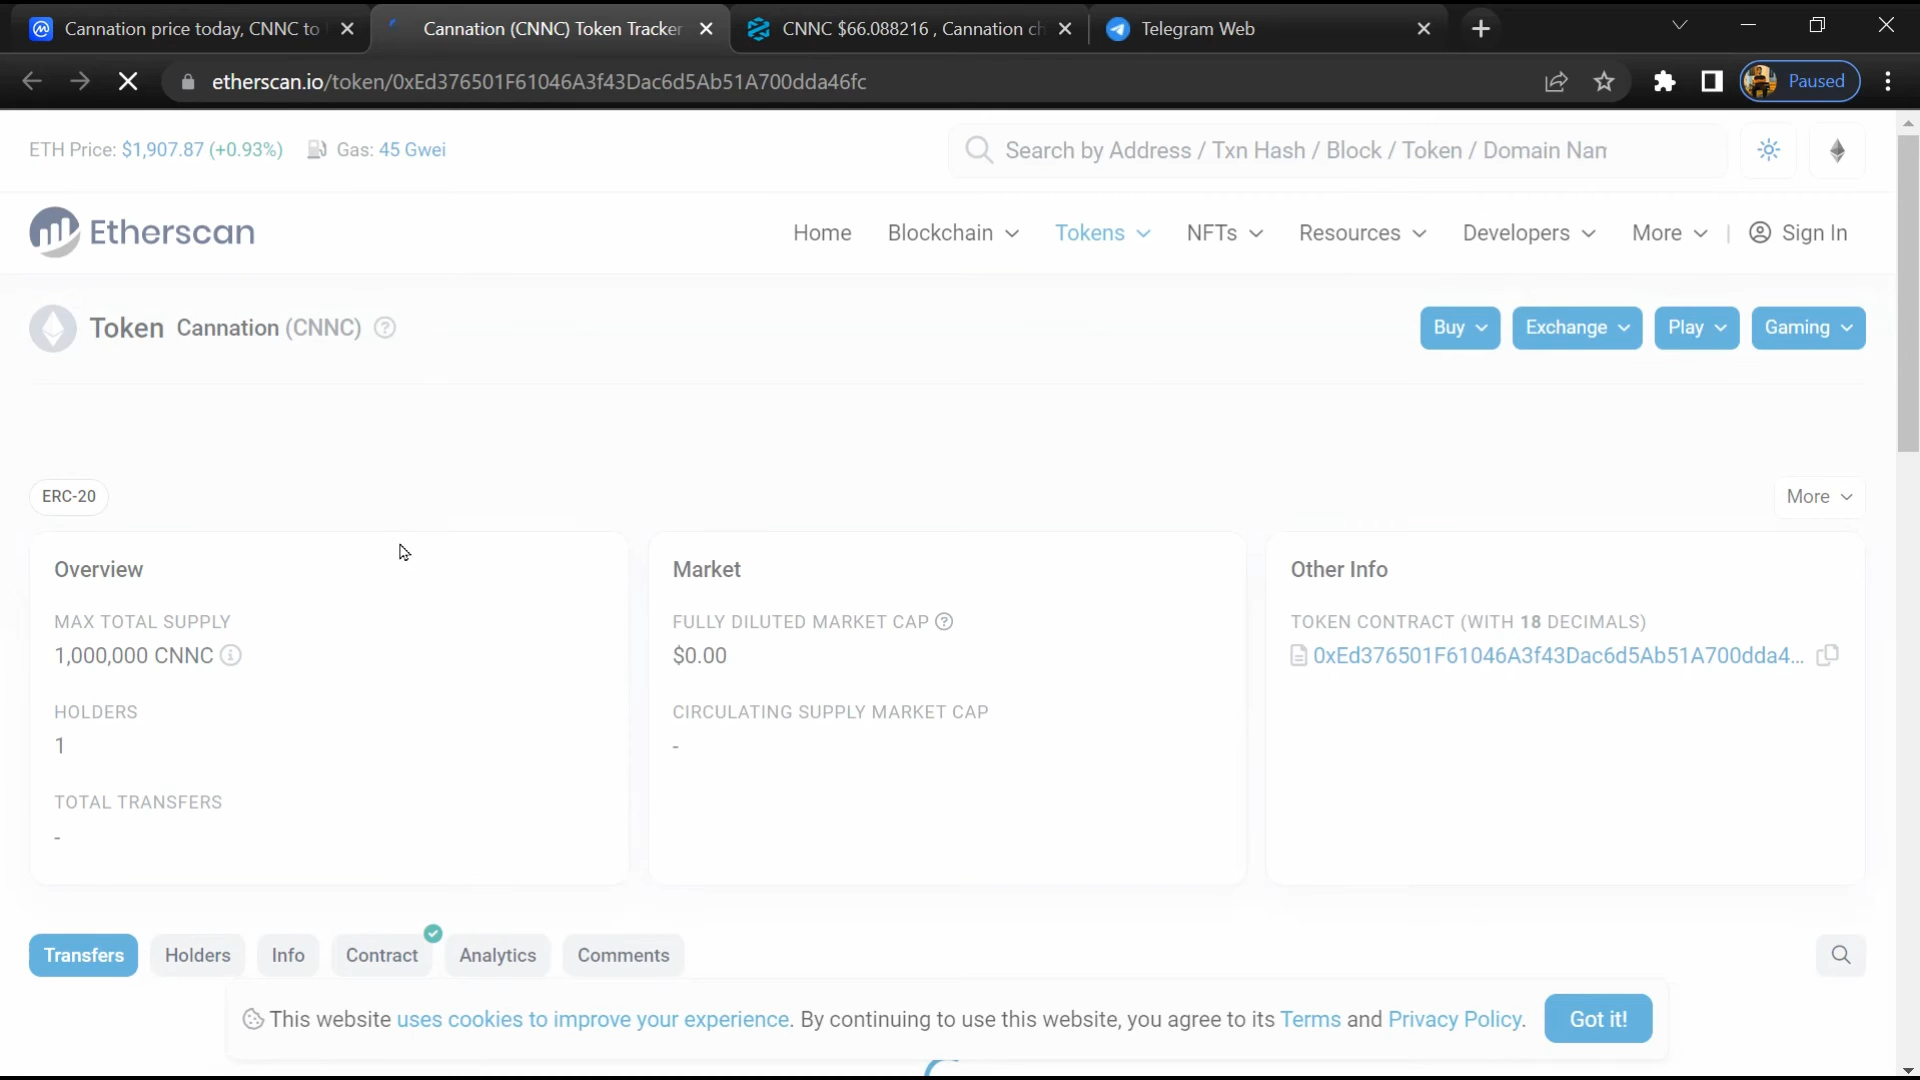 Cannation price today, CNNC to
Cannation (CNNC) Token Tracker
CNNC $66.088216 , Cannation ch
Telegram Web
etherscan.io/token/0xEd376501F61046A3f43Dac6d5Ab51A700dda46fc
Paused
ETH Price: $1,907.87 (+0.93%)
Gas: 45 Gwei
Search by Address / Txn Hash / Block / Token / Domain Nan
Etherscan
Home
Blockchain
Tokens
NFTs
Resources
Developers
More
|
Sign In
Token Cannation (CNNC)
Buy
Exchange
Play
Gaming
ERC-20
More
Overview
MAX TOTAL SUPPLY
1,000,000 CNNC
HOLDERS
1
TOTAL TRANSFERS
-
Market
FULLY DILUTED MARKET CAP
$0.00
CIRCULATING SUPPLY MARKET CAP
-
Other Info
TOKEN CONTRACT (WITH 18 DECIMALS)
0xEd376501F61046A3f43Dac6d5Ab51A700dda4...
Transfers
Holders
Info
Contract
Analytics
Comments
This website uses cookies to improve your experience. By continuing to use this website, you agree to its Terms and Privacy Policy.
Got it!